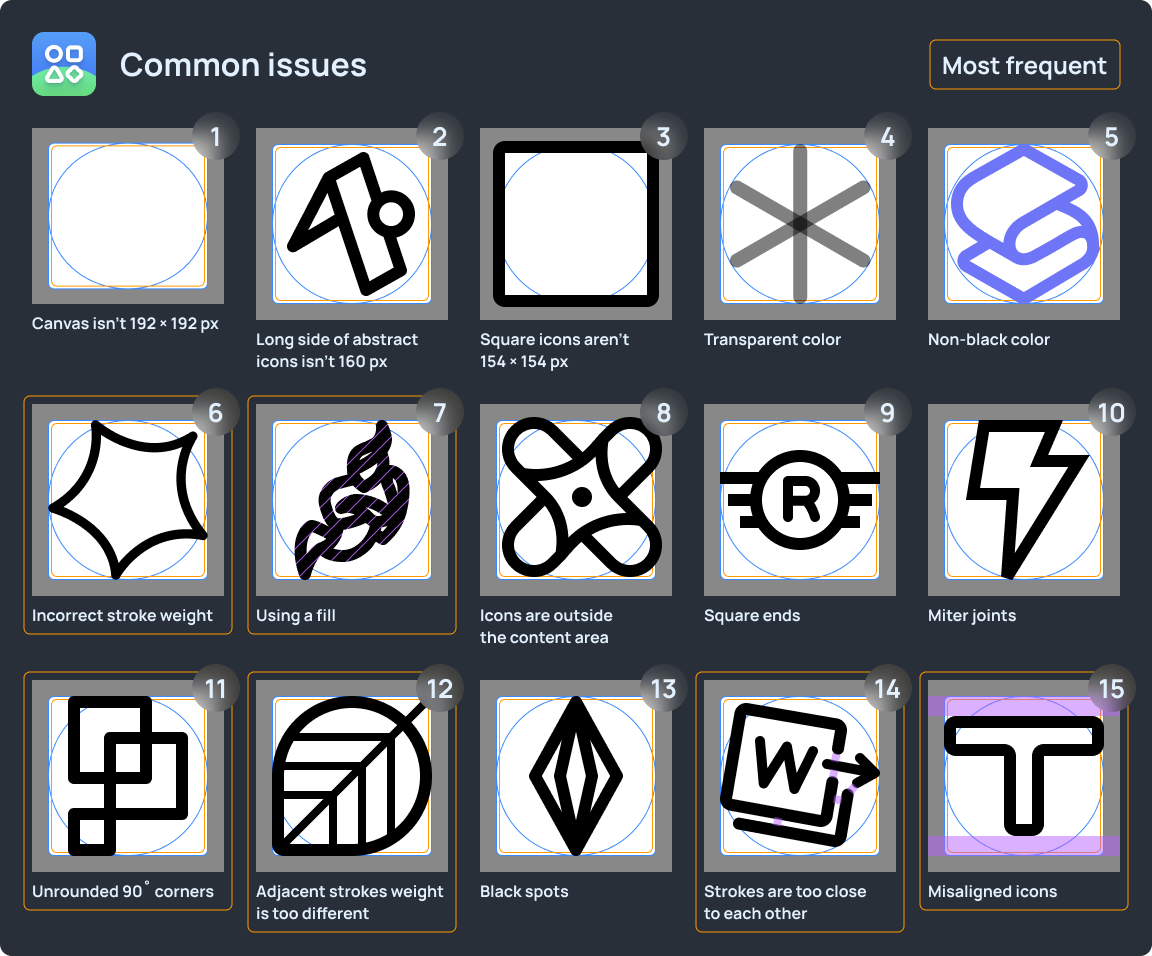 Common issues
Most frequent
1
Canvas isn't 192 × 192 px
2
Long side of abstract
icons isn't 160 px
3
Square icons aren't
154 × 154 px
4
Transparent color
5
Non-black color
6
Incorrect stroke weight
7
Using a fill
8
Icons are outside
the content area
9
R
Square ends
10
Miter joints
11
Unrounded 90˚ corners
12
Adjacent strokes weight
is too different
13
Black spots
14
W
Strokes are too close
to each other
15
T
Misaligned icons